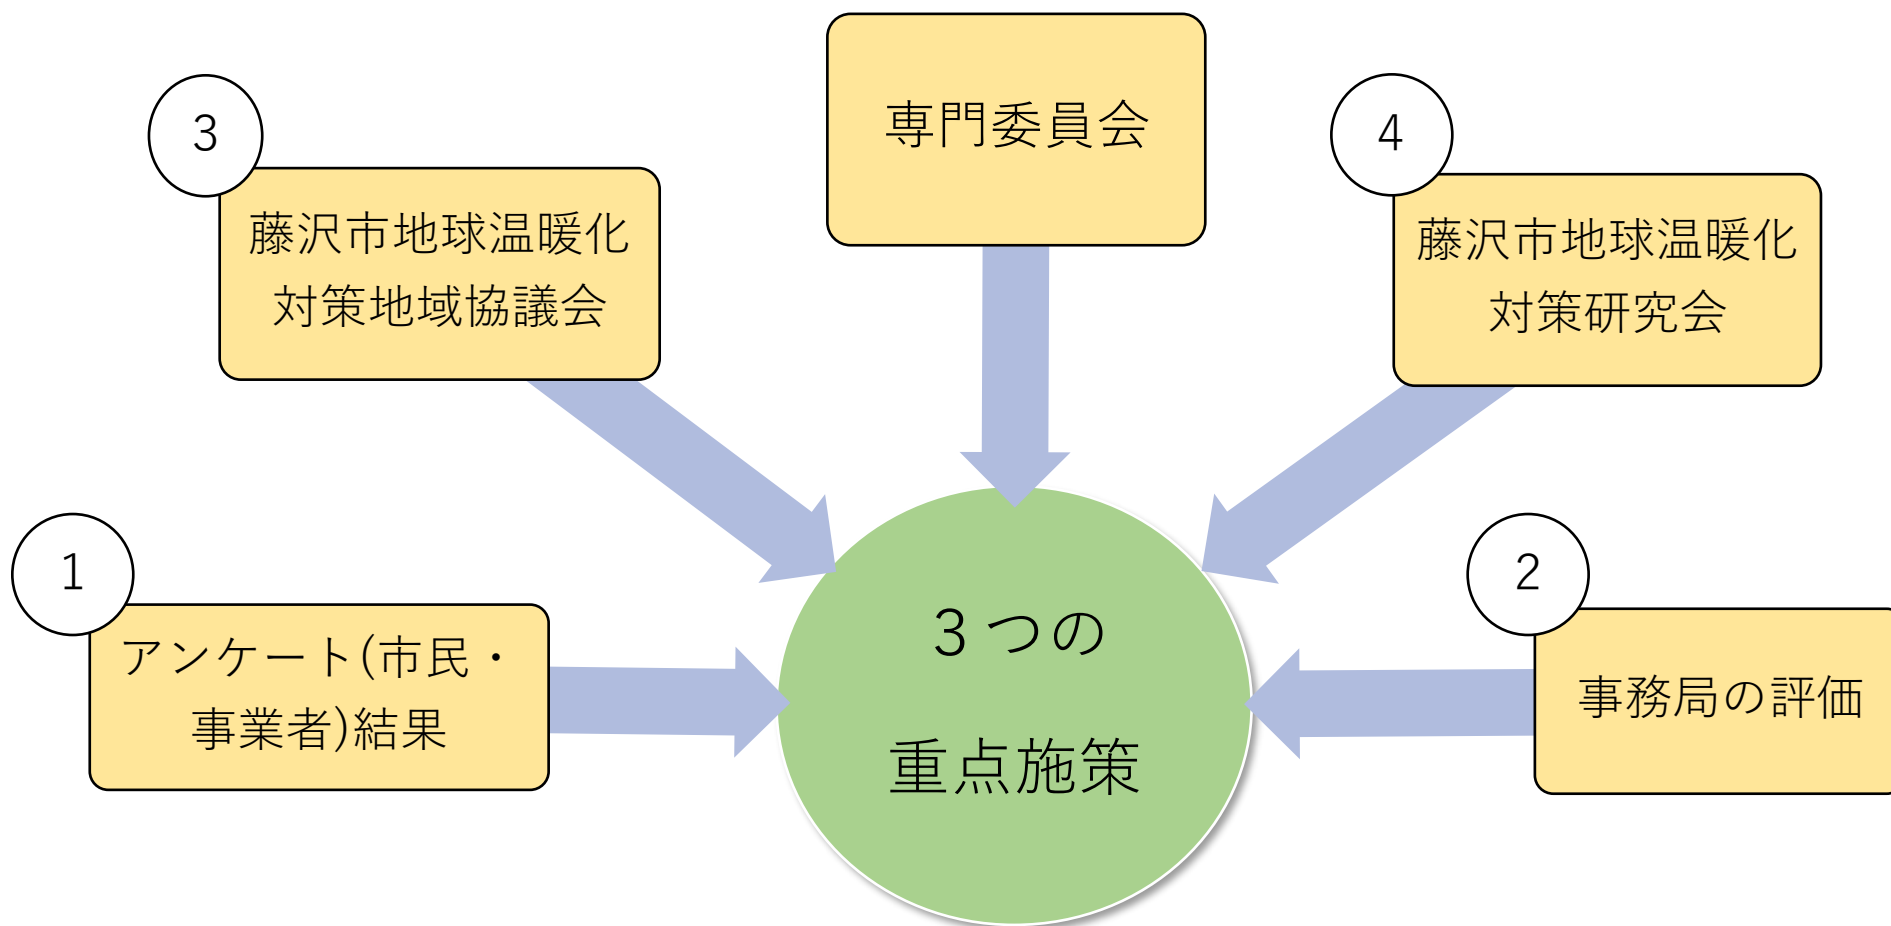 専門委員会
3
藤沢市地球温暖化
対策地域協議会
4
藤沢市地球温暖化
対策研究会
1
アンケート(市民・
事業者)結果
2
事務局の評価
３つの
重点施策